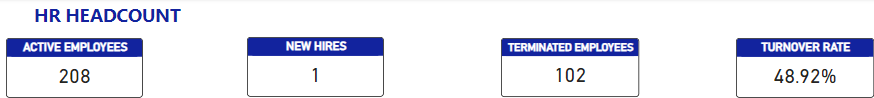 HR HEADCOUNT
ACTIVE EMPLOYEES
208
NEW HIRES
1
TERMINATED EMPLOYEES
102
TURNOVER RATE
48.92%